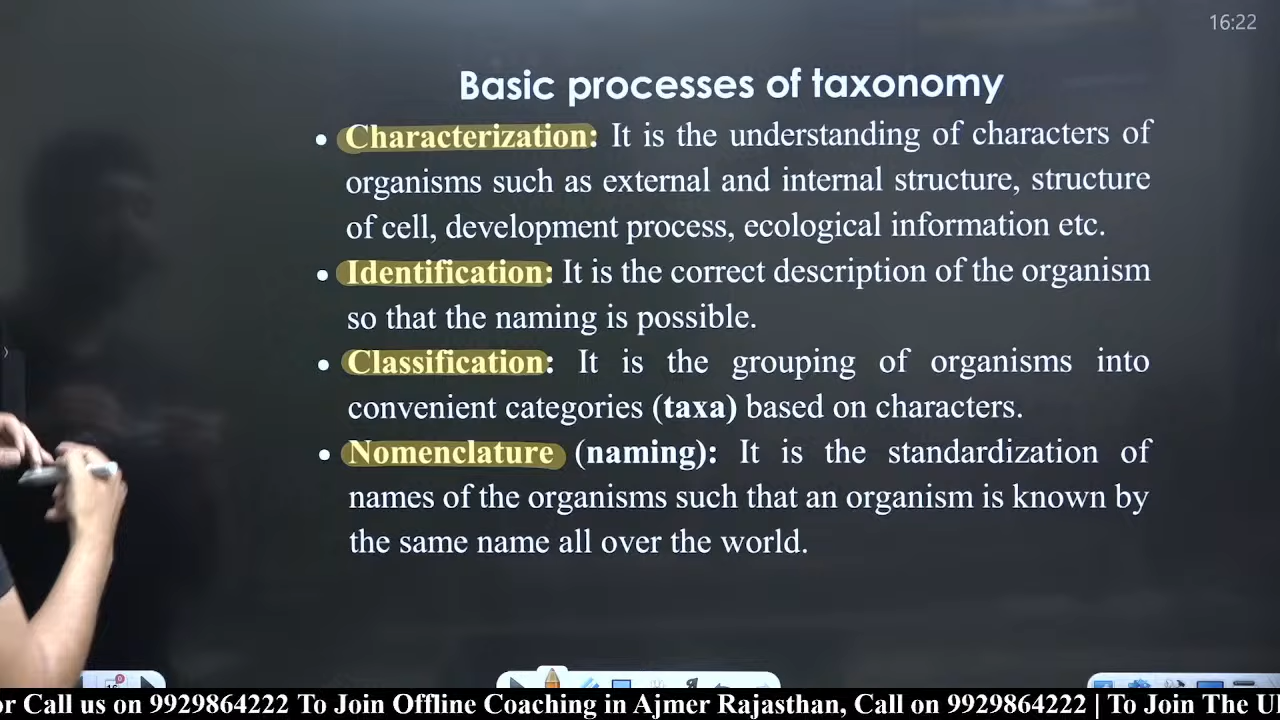 16:22
Basic processes of taxonomy
• Characterization: It is the understanding of characters of
organisms such as external and internal structure, structure
of cell, development process, ecological information etc.
• Identification: It is the correct description of the organism
so that the naming is possible.
• Classification: It is the grouping of organisms into
convenient categories (taxa) based on characters.
• Nomenclature (naming): It is the standardization of
names of the organisms such that an organism is known by
the same name all over the world.
or Call us on 9929864222 To Join Offline Coaching in Ajmer Rajasthan, Call on 9929864222 | To Join The